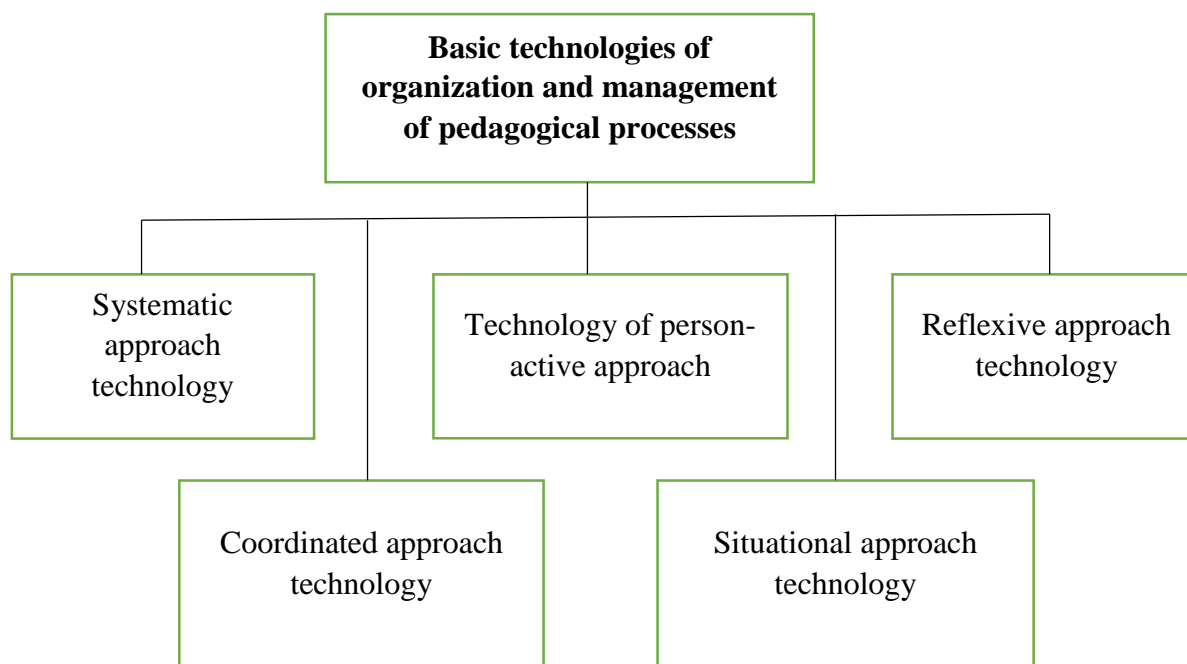 Basic technologies of
organization and management
of pedagogical processes
Systematic
approach
technology
Technology of person-
active approach
Reflexive approach
technology
Coordinated approach
technology
Situational approach
technology